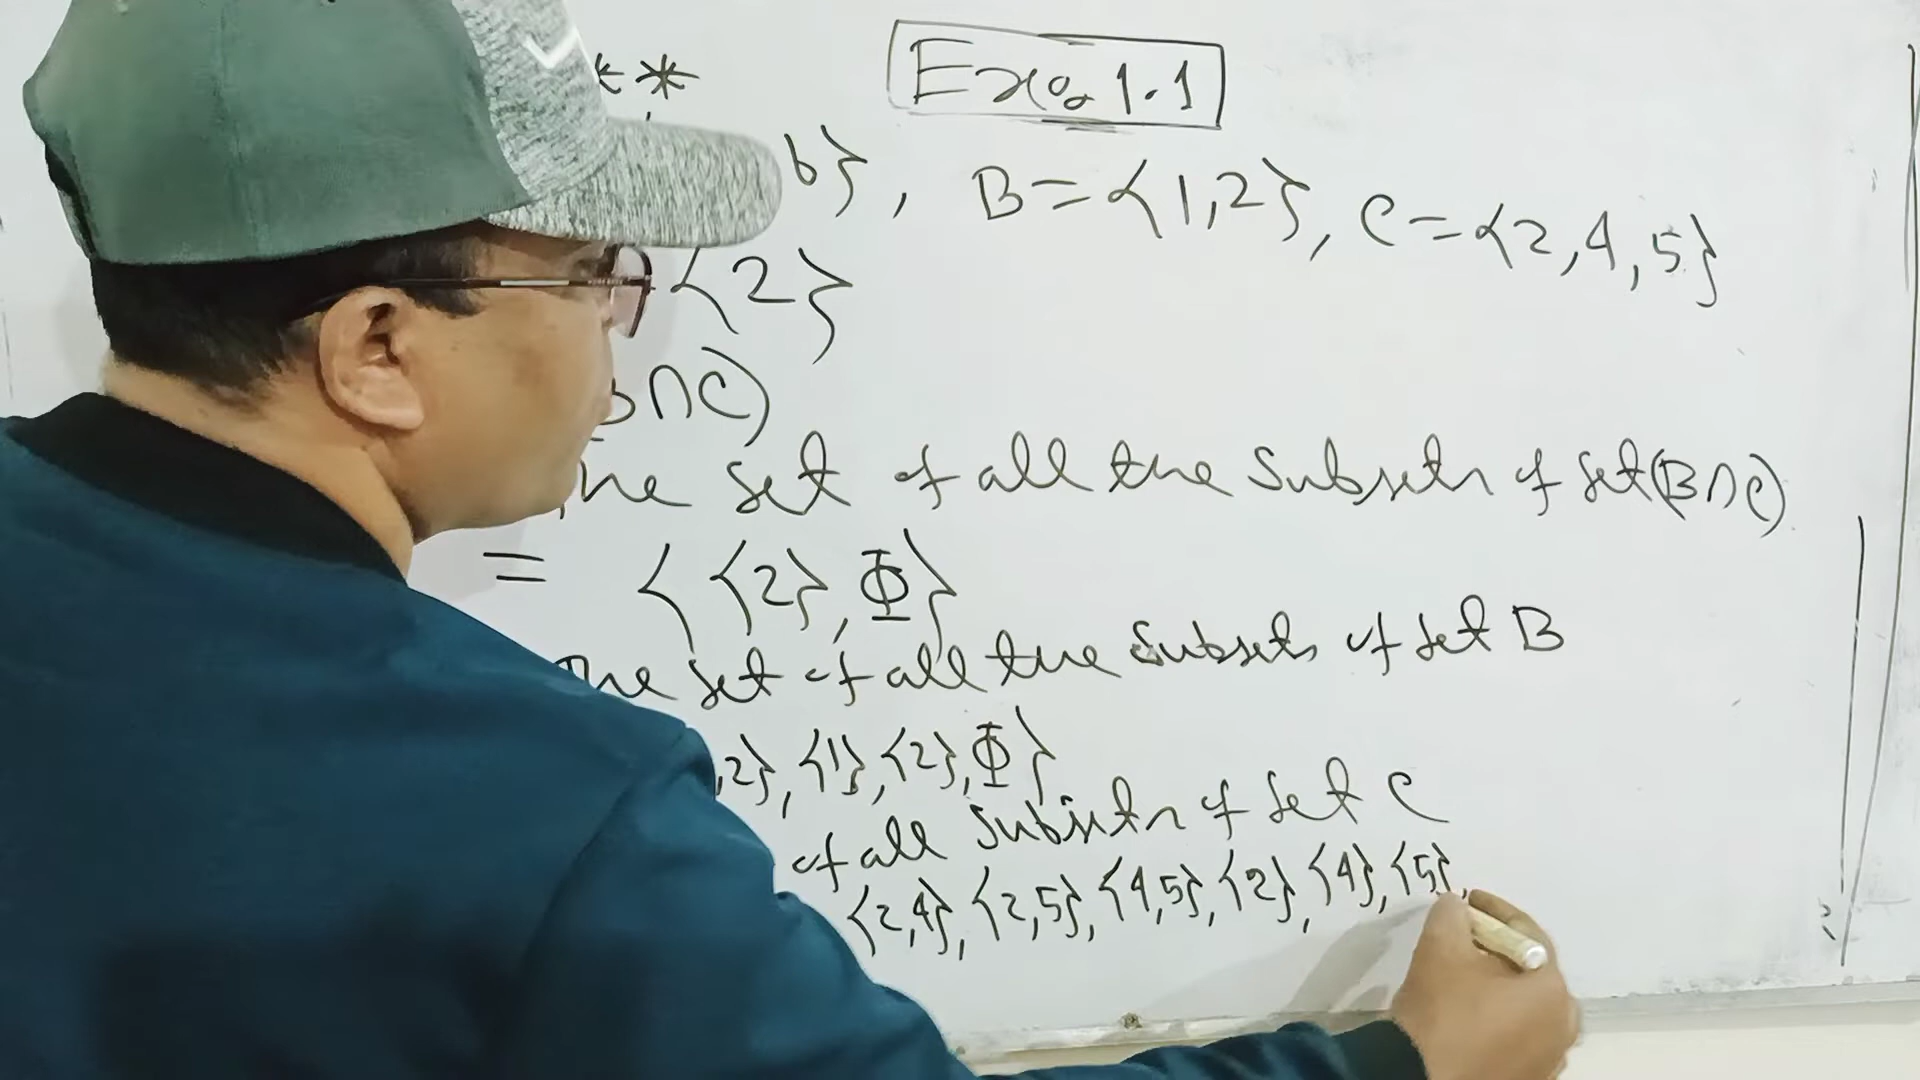 ** Ex: 1.1
b}, B={1,2}, C={2,4,5}
{2}
B∩C)
the set of all the Subsets of set(B∩C)
= { {2}, Φ}
The set of all the Subsets of set B
,2}, {1}, {2}, Φ}
of all Subsets of set C
{2,4}, {2,5}, {4,5}, {2}, {4}, {5},